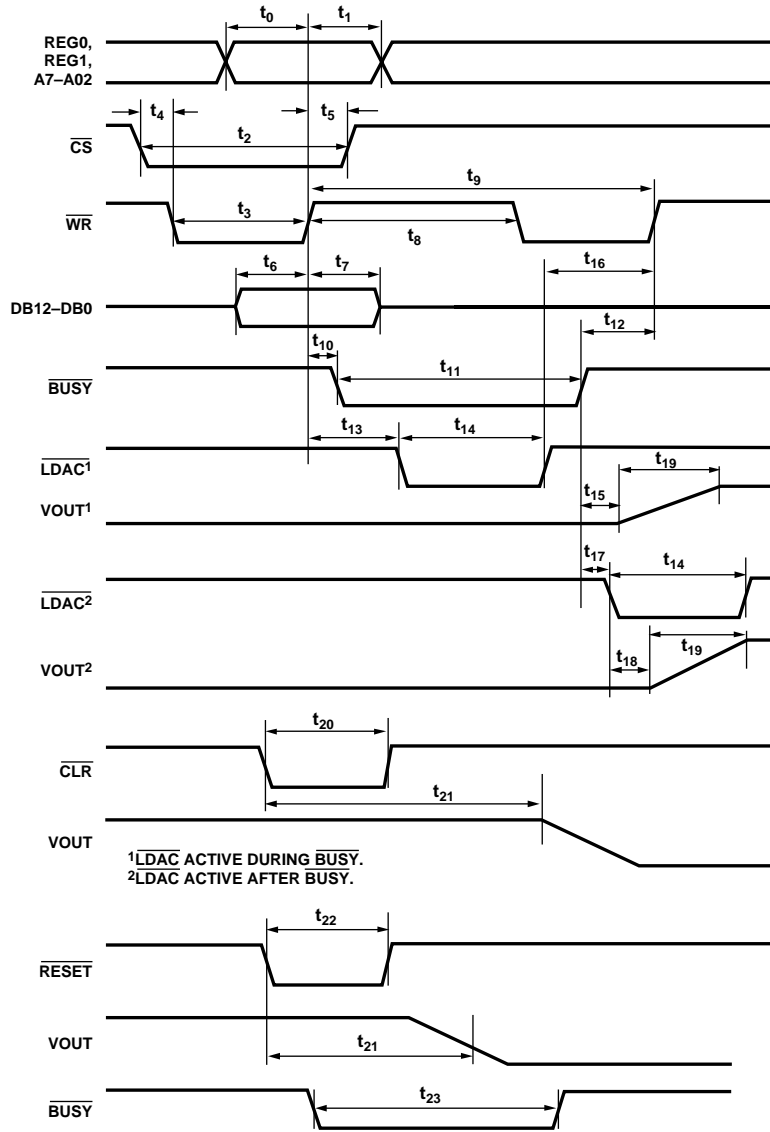 t0 t1
REG0,
REG1,
A7–A02
t4 t5
t2
CS
t9
t3
WR
t8
t16
t6 t7
DB12–DB0
t12
t10
t11
BUSY
t13 t14
LDAC1
t19
t15
VOUT1
t17
t14
LDAC2
t19
t18
VOUT2
t20
CLR
t21
VOUT
1LDAC ACTIVE DURING BUSY.
2LDAC ACTIVE AFTER BUSY.
t22
RESET
VOUT
t21
t23
BUSY